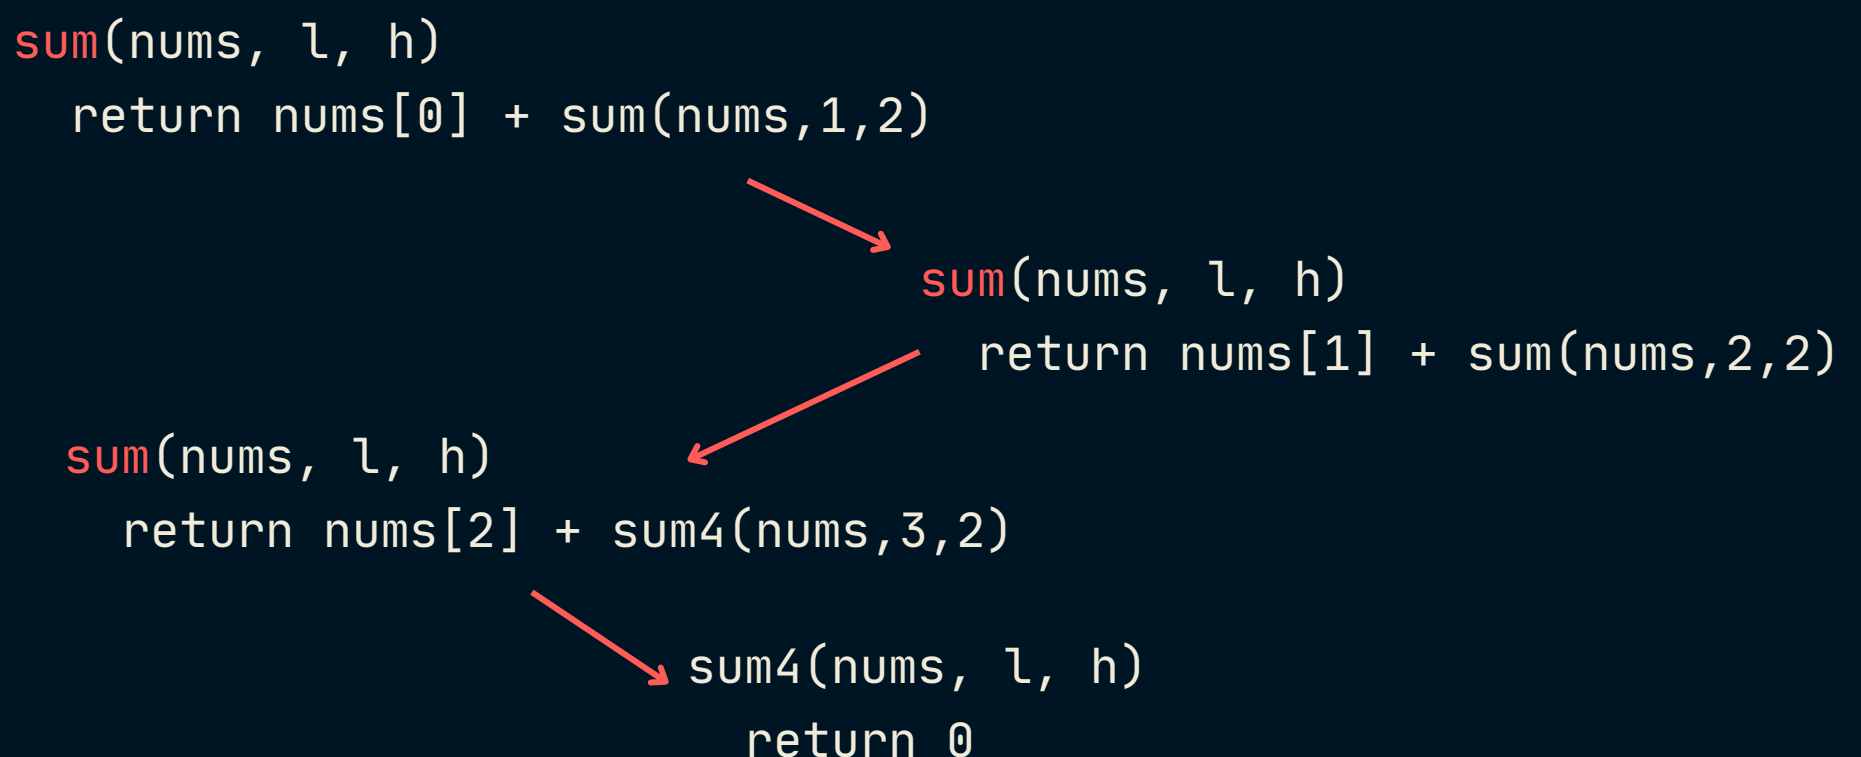 sum(nums, l, h)
return nums[0] + sum(nums,1,2)
sum(nums, l, h)
return nums[1] + sum(nums,2,2)
sum(nums, l, h)
return nums[2] + sum4(nums,3,2)
sum4(nums, l, h)
return 0